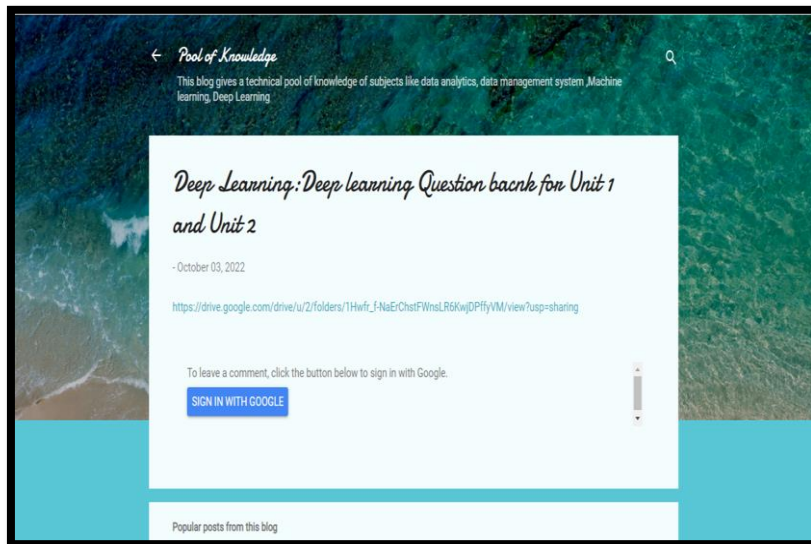 Pool of Knowledge
This blog gives a technical pool of knowledge of subjects like data analytics, data management system ,Machine
learning, Deep Learning
Deep Learning:Deep learning Question bacnk for Unit 1
and Unit 2
- October 03, 2022
https://drive.google.com/drive/u/2/folders/1Hwfr_f-NaErChstFWnsLR6KwjDPffyVM/view?usp=sharing
To leave a comment, click the button below to sign in with Google.
SIGN IN WITH GOOGLE
Popular posts from this blog